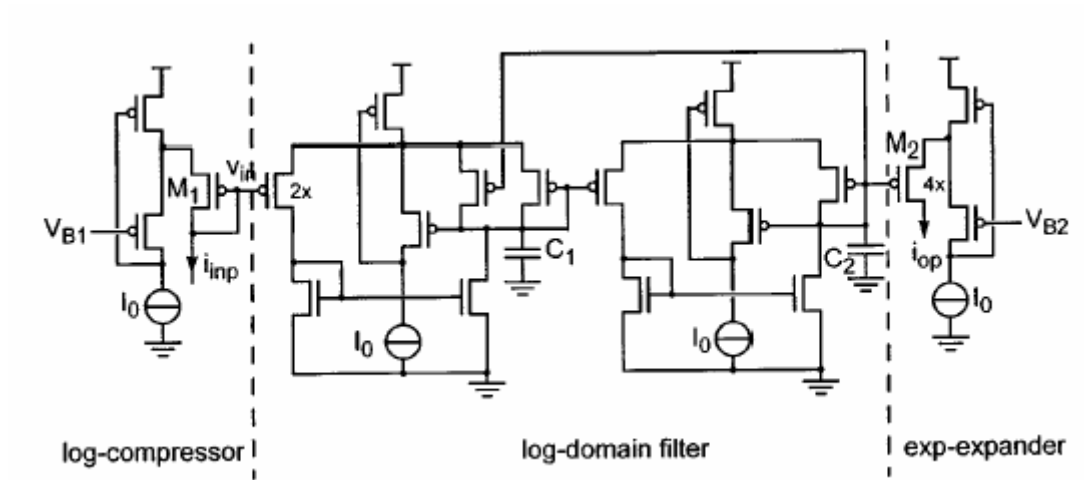 M2
vin
2x
M1
4x
VB1
VB2
C1
C2
iinp
iop
I0
I0
I0
I0
log-compressor
log-domain filter
exp-expander